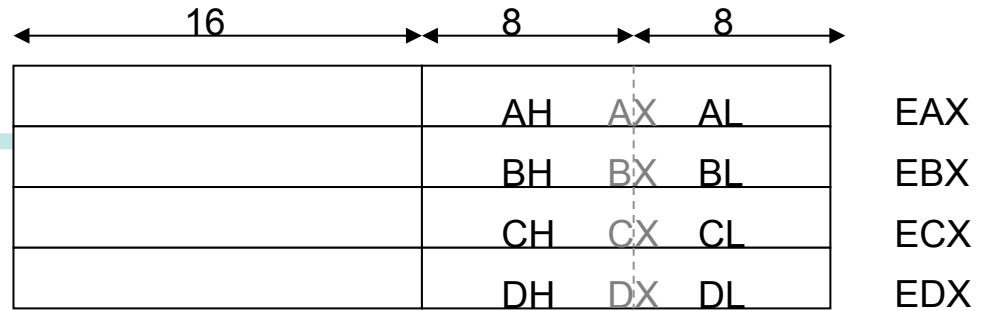 16 8 8
AH AX AL EAX
BH BX BL EBX
CH CX CL ECX
DH DX DL EDX